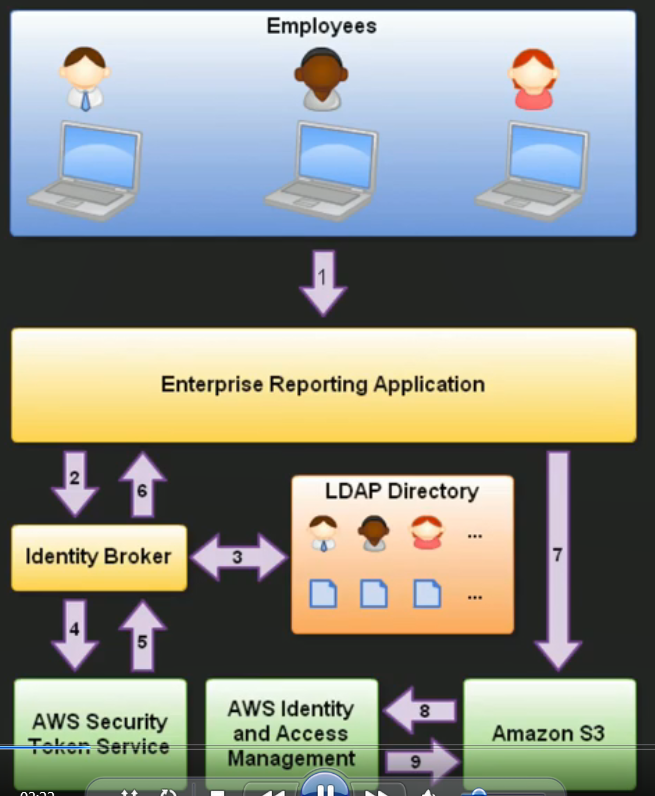 Employees
1
Enterprise Reporting Application
2
6
LDAP Directory
...
Identity Broker
3
7
...
4
5
AWS Security
Token Service
AWS Identity
and Access
Management
8
9
Amazon S3